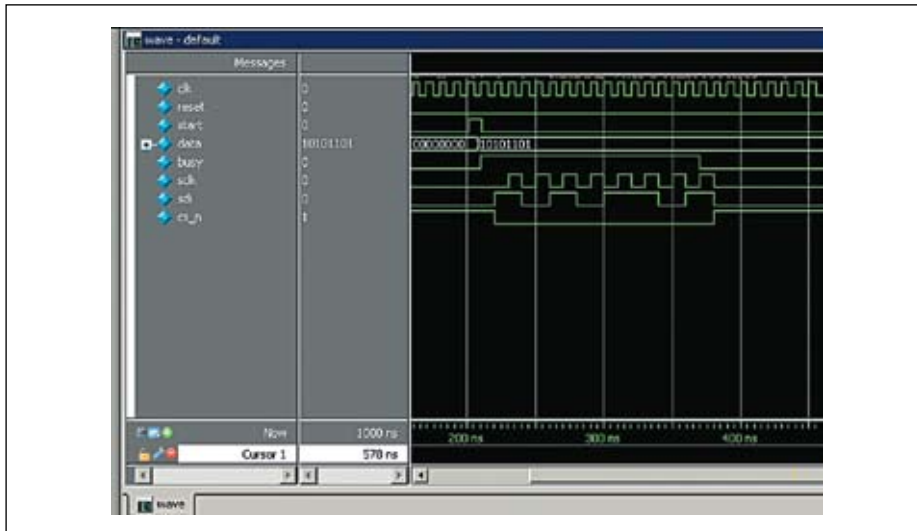 wave - default
Messages
clk 0
reset 0
start 0
data 10101101 00000000 10101101
busy 0
sclk 0
sdi 0
cs_n 1
Now 1000 ns 200 ns 300 ns 400 ns
Cursor 1 578 ns
wave